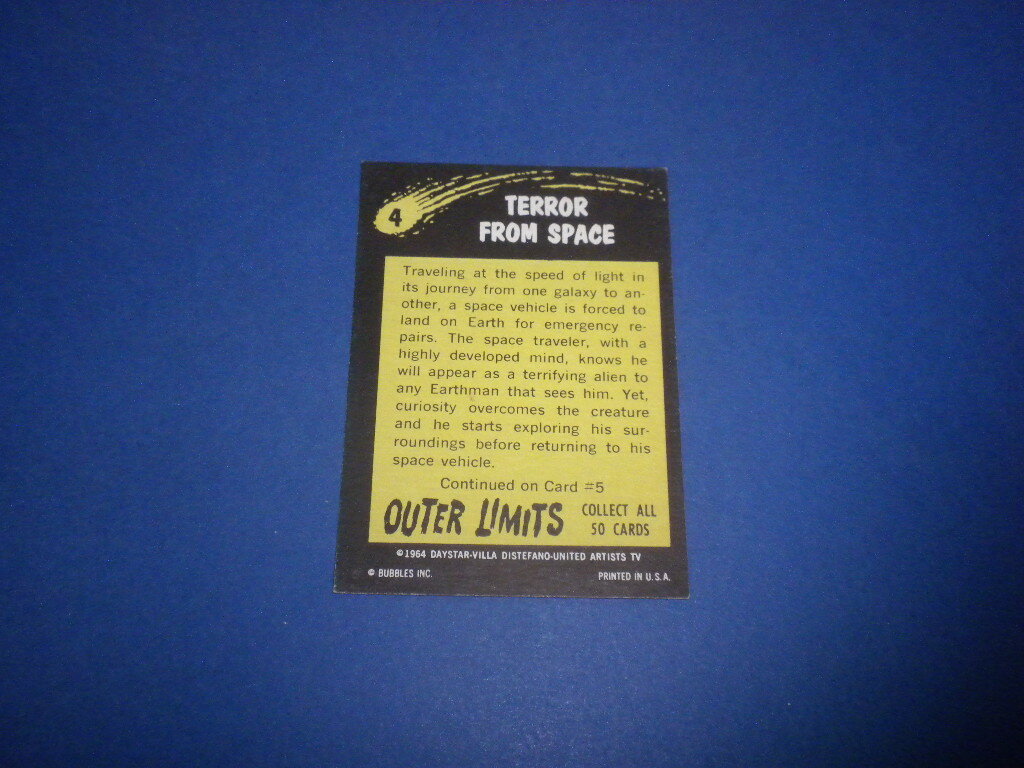 4
TERROR
FROM SPACE
Traveling at the speed of light in
its journey from one galaxy to an-
other, a space vehicle is forced to
land on Earth for emergency re-
pairs. The space traveler, with a
highly developed mind, knows he
will appear as a terrifying alien to
any Earthman that sees him. Yet,
curiosity overcomes the creature
and he starts exploring his sur-
roundings before returning to his
space vehicle.
Continued on Card #5
OUTER LIMITS
COLLECT ALL
50 CARDS
©1964 DAYSTAR-VILLA DISTEFANO-UNITED ARTISTS TV
© BUBBLES INC.
PRINTED IN U.S.A.